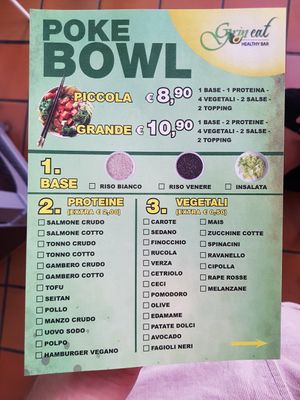 POKE
BOWL
Grin eat
HEALTHY BAR
PICCOLA € 8,90
1 BASE - 1 PROTEINA -
4 VEGETALI - 2 SALSE -
2 TOPPING
GRANDE € 10,90
1 BASE - 2 PROTEINE -
4 VEGETALI - 2 SALSE -
2 TOPPING
1.
BASE
RISO BIANCO
RISO VENERE
INSALATA
2. PROTEINE
(EXTRA € 2,00)
SALMONE CRUDO
SALMONE COTTO
TONNO CRUDO
TONNO COTTO
GAMBERO CRUDO
GAMBERO COTTO
TOFU
SEITAN
POLLO
MANZO CRUDO
UOVO SODO
POLPO
HAMBURGER VEGANO
3. VEGETALI
(EXTRA € 0,50)
CAROTE
SEDANO
FINOCCHIO
RUCOLA
VERZA
CETRIOLO
CECI
POMODORO
OLIVE
EDAMAME
PATATE DOLCI
AVOCADO
FAGIOLI NERI
MAIS
ZUCCHINE COTTE
SPINACINI
RAVANELLO
CIPOLLA
RAPE ROSSE
MELANZANE